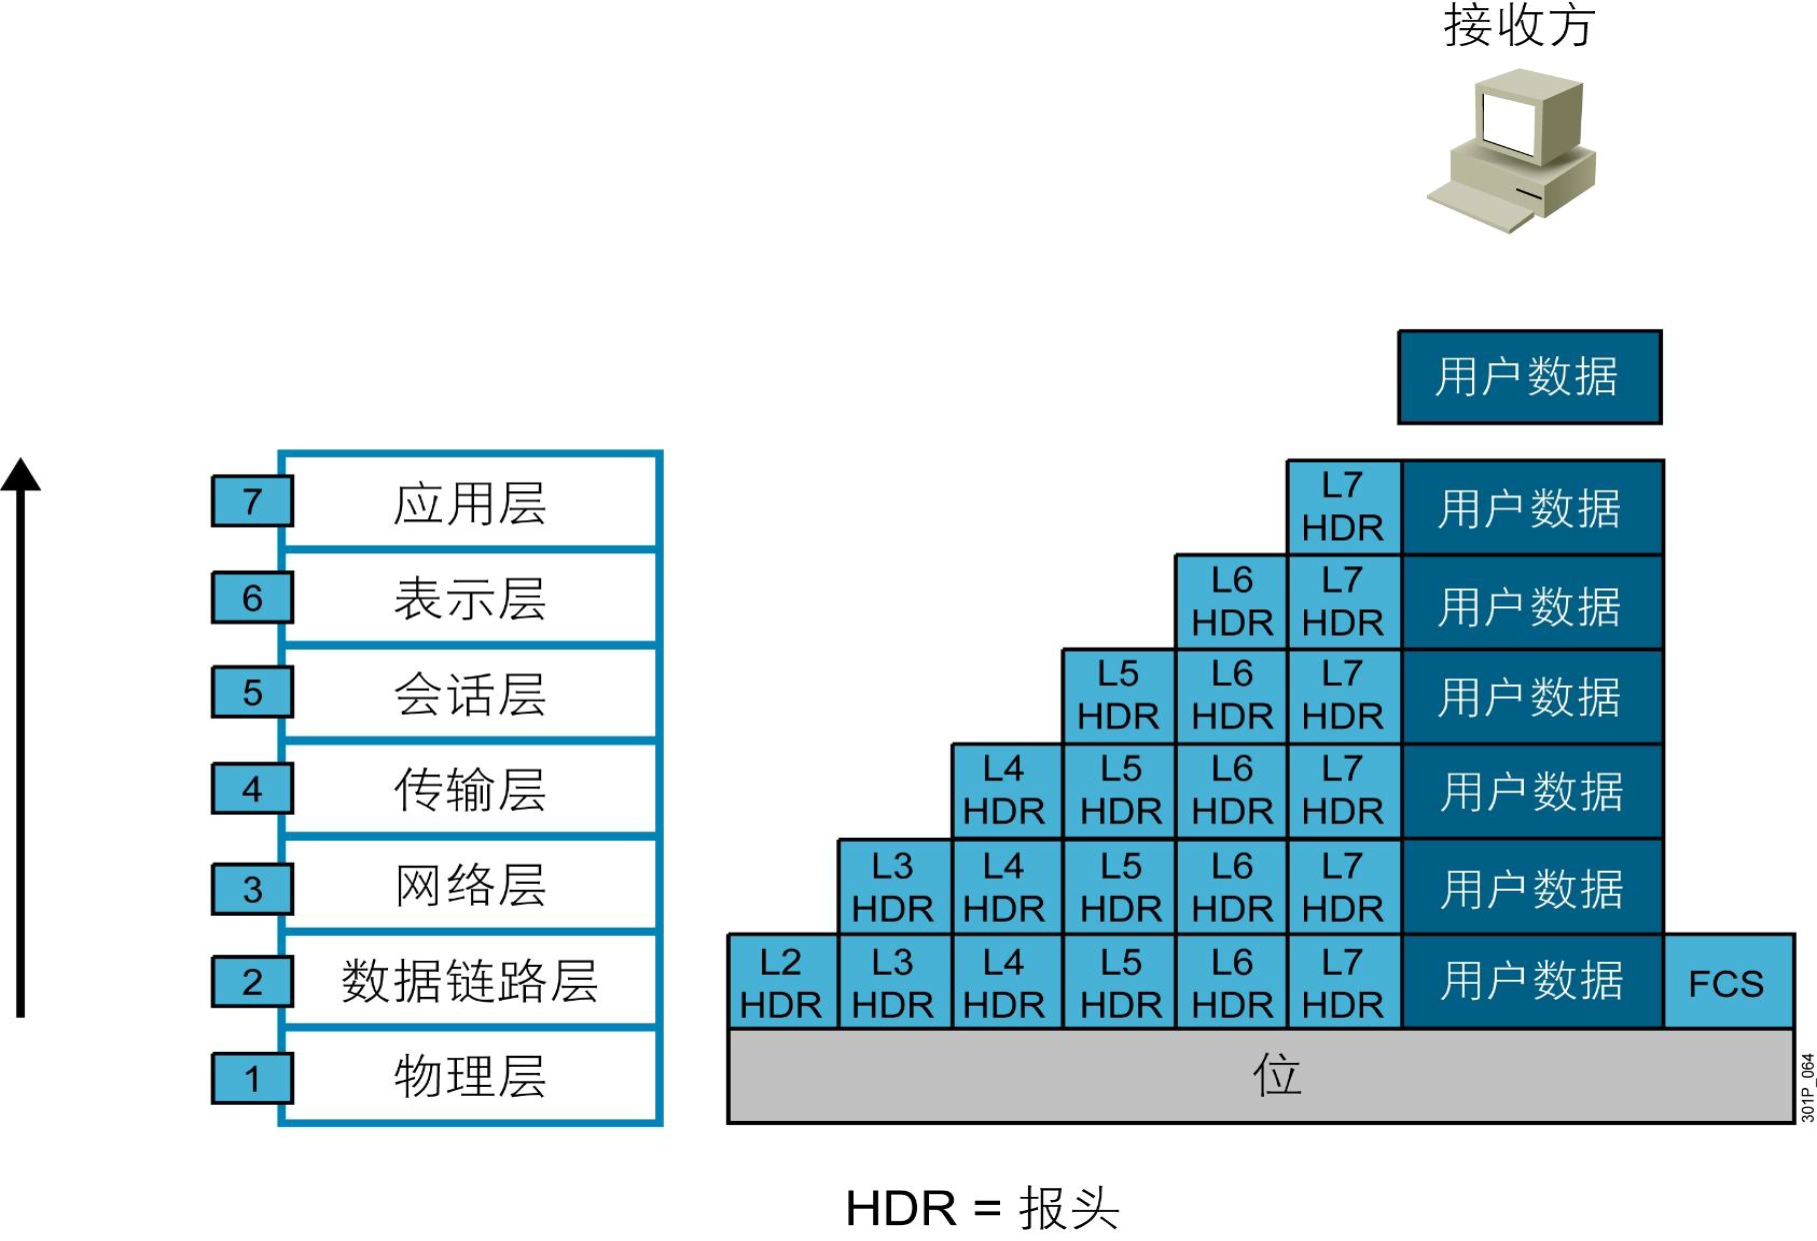 接收方
用户数据
7 应用层
L7 HDR 用户数据
6 表示层
L6 HDR L7 HDR 用户数据
5 会话层
L5 HDR L6 HDR L7 HDR 用户数据
4 传输层
L4 HDR L5 HDR L6 HDR L7 HDR 用户数据
3 网络层
L3 HDR L4 HDR L5 HDR L6 HDR L7 HDR 用户数据
2 数据链路层
L2 HDR L3 HDR L4 HDR L5 HDR L6 HDR L7 HDR 用户数据 FCS
1 物理层
位
301P_064
HDR = 报头